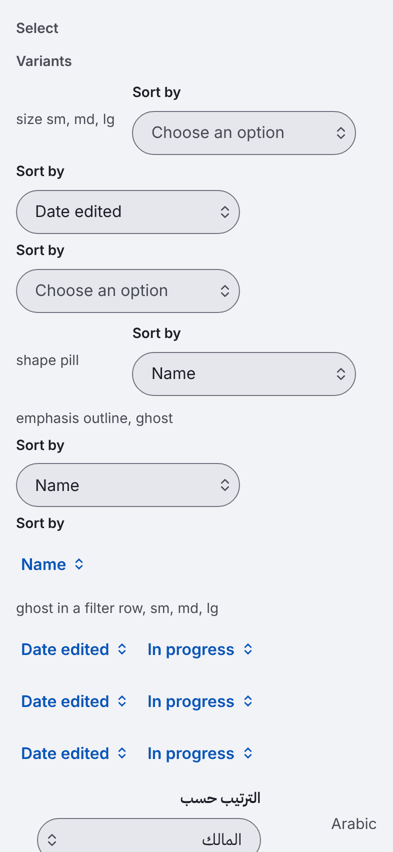 Select
Variants
Sort by
size sm, md, lg
Choose an option
Sort by
Date edited
Sort by
Choose an option
Sort by
shape pill
Name
emphasis outline, ghost
Sort by
Name
Sort by
Name
ghost in a filter row, sm, md, lg
Date edited In progress
Date edited In progress
Date edited In progress
الترتيب حسب
Arabic
المالك